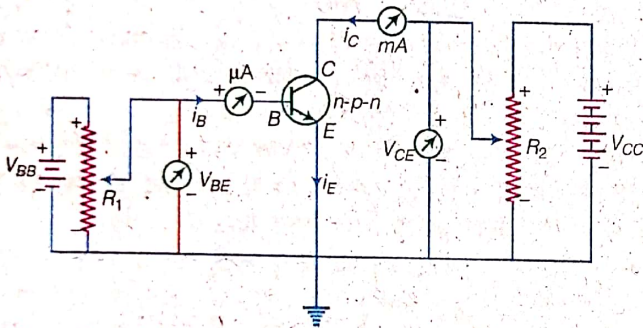 i_C
mA
C
μA
+ −
n-p-n
i_B
B
E
+
V_BB
−
+
R_1
−
+
V_BE
−
i_E
+
V_CE
−
+
R_2
−
+
V_CC
−